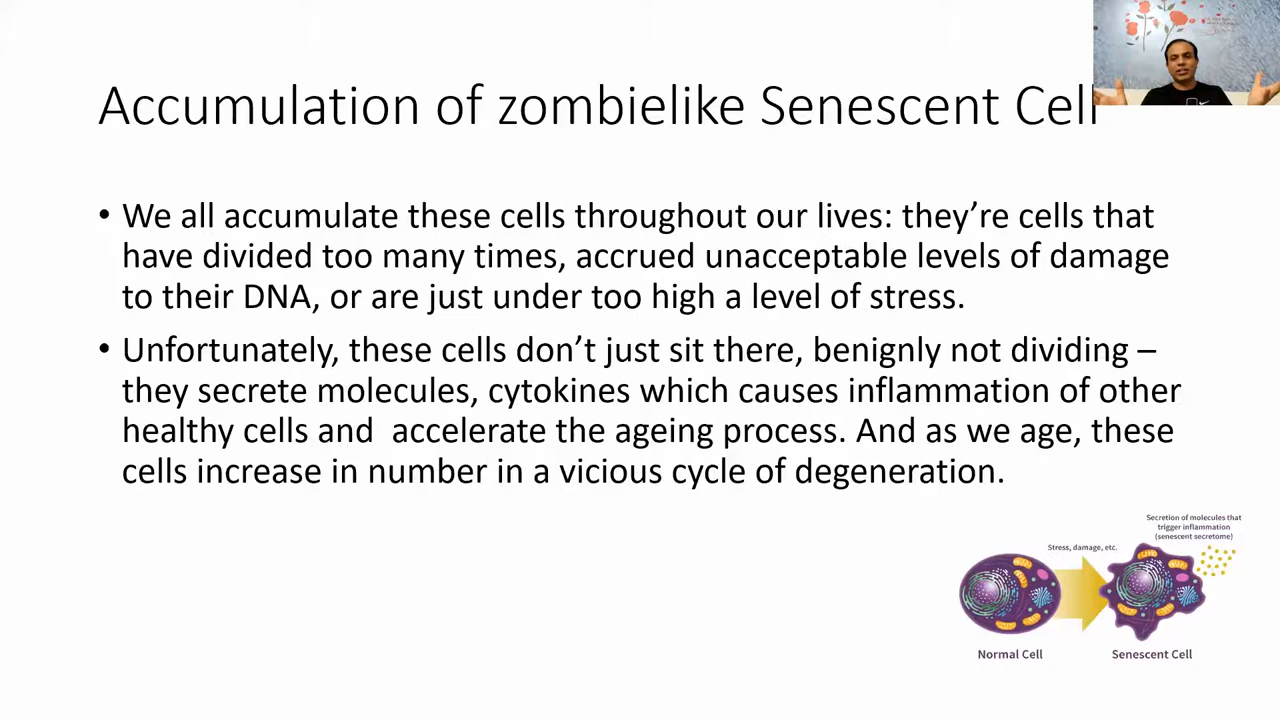 Accumulation of zombielike Senescent Cell
• We all accumulate these cells throughout our lives: they’re cells that
have divided too many times, accrued unacceptable levels of damage
to their DNA, or are just under too high a level of stress.
• Unfortunately, these cells don’t just sit there, benignly not dividing –
they secrete molecules, cytokines which causes inflammation of other
healthy cells and  accelerate the ageing process. And as we age, these
cells increase in number in a vicious cycle of degeneration.
Secretion of molecules that
trigger inflammation
(senescent secretome)
Stress, damage, etc.
Normal Cell
Senescent Cell